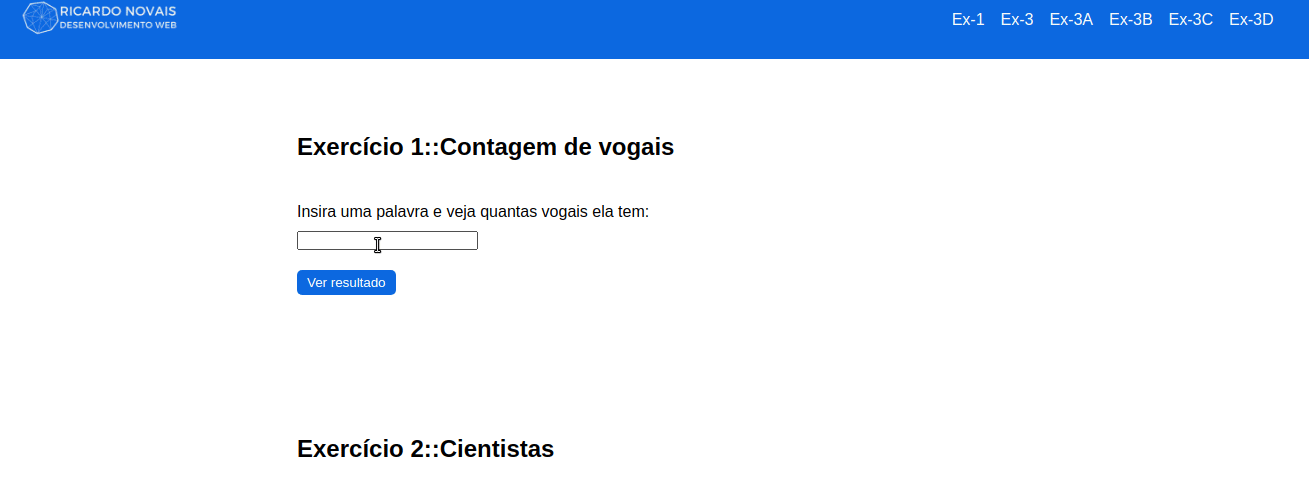 RICARDO NOVAIS
DESENVOLVIMENTO WEB
Ex-1 Ex-3 Ex-3A Ex-3B Ex-3C Ex-3D
Exercício 1::Contagem de vogais
Insira uma palavra e veja quantas vogais ela tem:
Ver resultado
Exercício 2::Cientistas